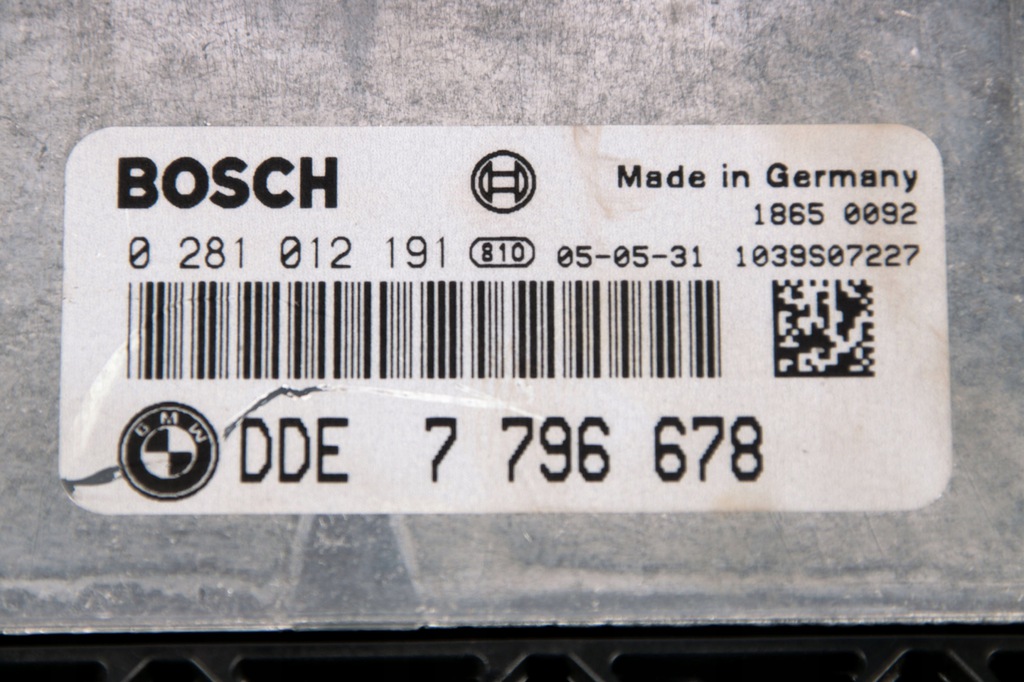 BOSCH
Made in Germany
1865 0092
0 281 012 191 810 05-05-31 1039S07227
BMW
DDE 7 796 678